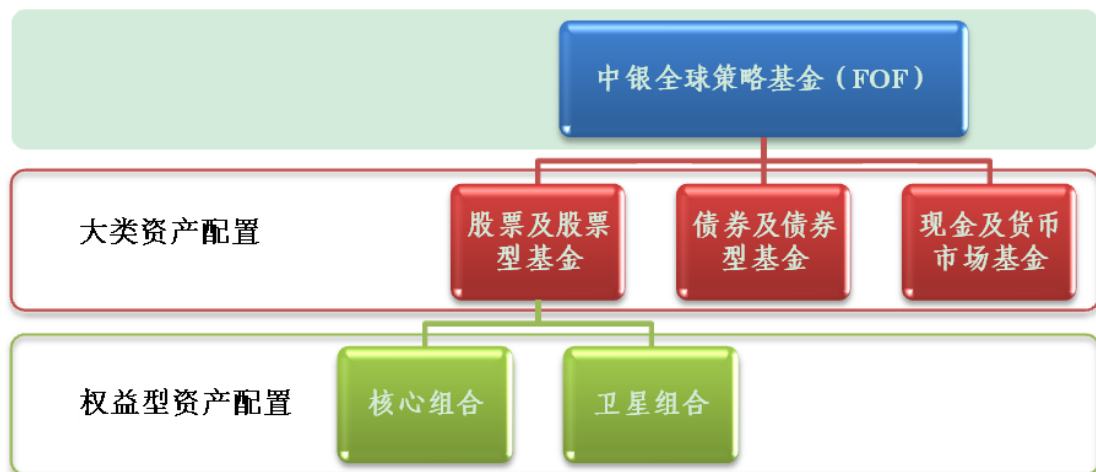 中银全球策略基金（FOF）
大类资产配置
股票及股票
型基金
债券及债券
型基金
现金及货币
市场基金
权益型资产配置
核心组合
卫星组合